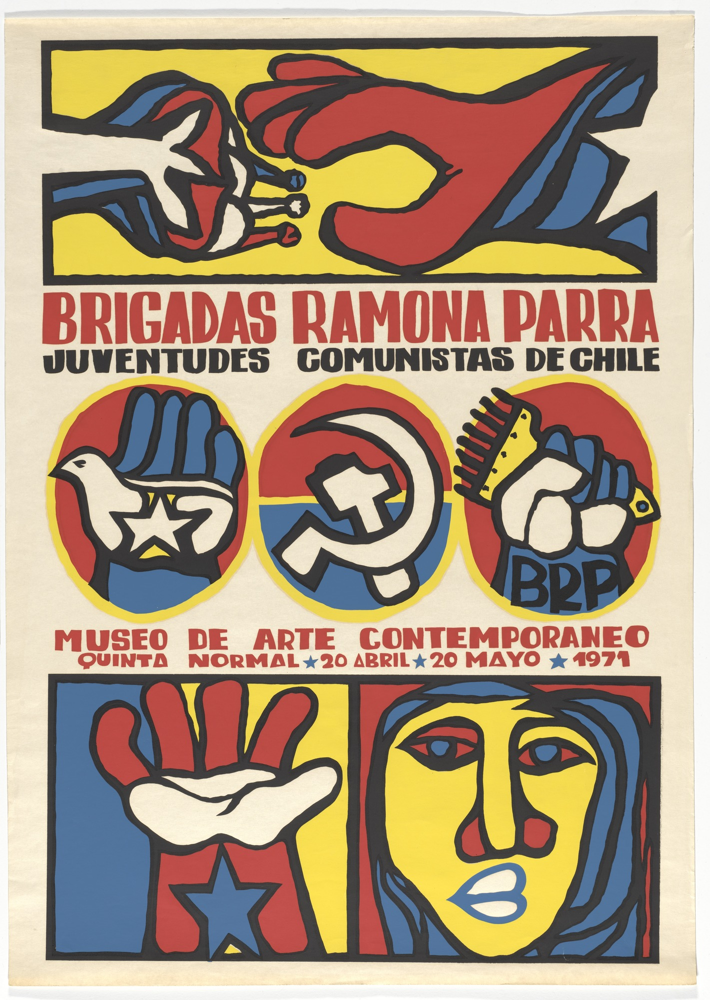 BRIGADAS RAMONA PARRA
JUVENTUDES COMUNISTAS DE CHILE
BRP
MUSEO DE ARTE CONTEMPORANEO
QUINTA NORMAL★20 ABRIL★20 MAYO ★ 1971